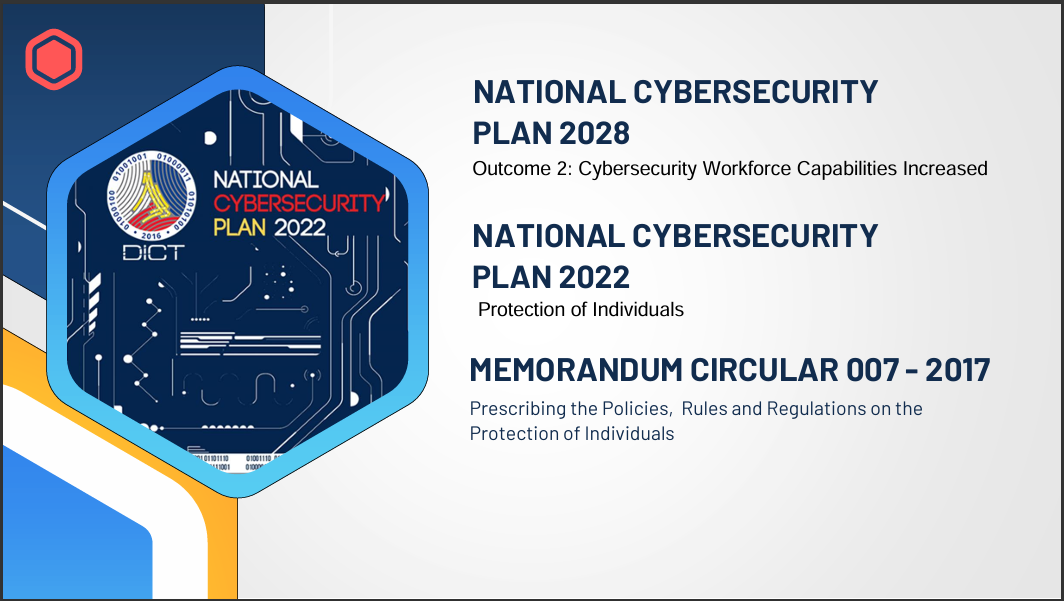 NATIONAL CYBERSECURITY
PLAN 2028
Outcome 2: Cybersecurity Workforce Capabilities Increased
NATIONAL CYBERSECURITY
PLAN 2022
Protection of Individuals
MEMORANDUM CIRCULAR 007 - 2017
Prescribing the Policies, Rules and Regulations on the
Protection of Individuals
NATIONAL
CYBERSECURITY
PLAN 2022
01001001 01000011 01010100 • 2016 • 01000100
DICT